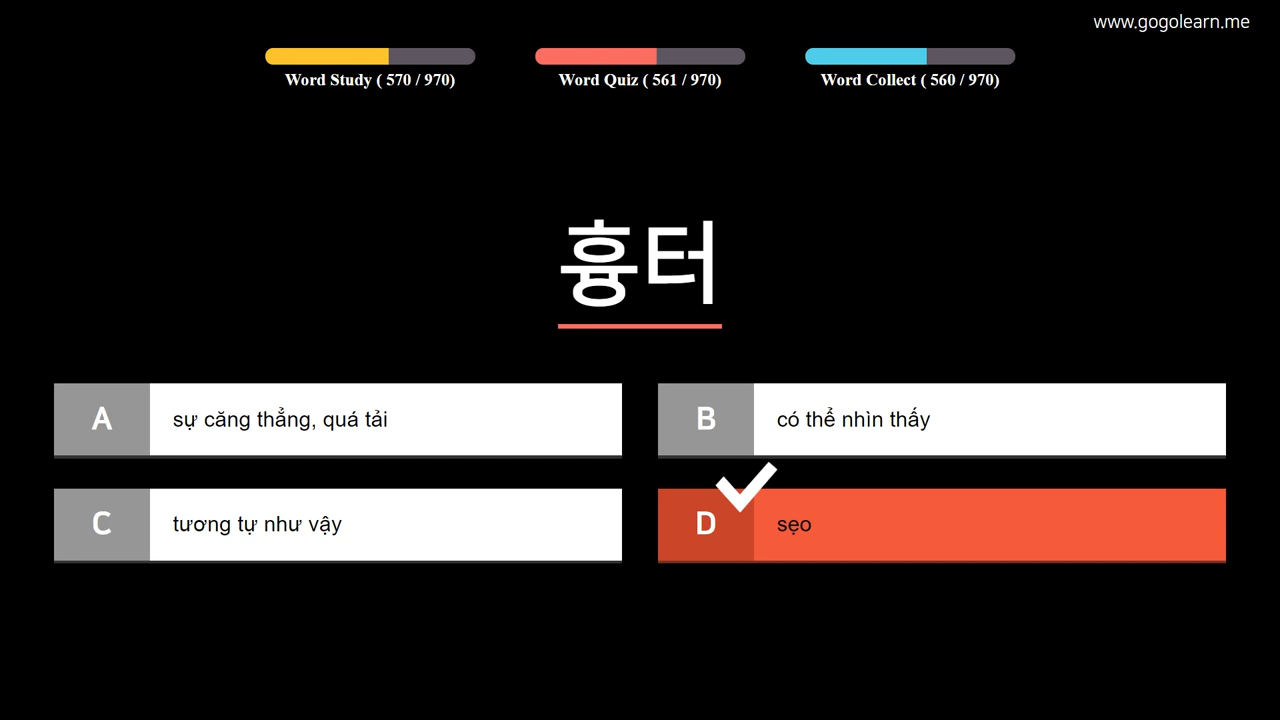 www.gogolearn.me
Word Study ( 570 / 970)
Word Quiz ( 561 / 970)
Word Collect ( 560 / 970)
흉터
A sự căng thẳng, quá tải
B có thể nhìn thấy
C tương tự như vậy
D sẹo